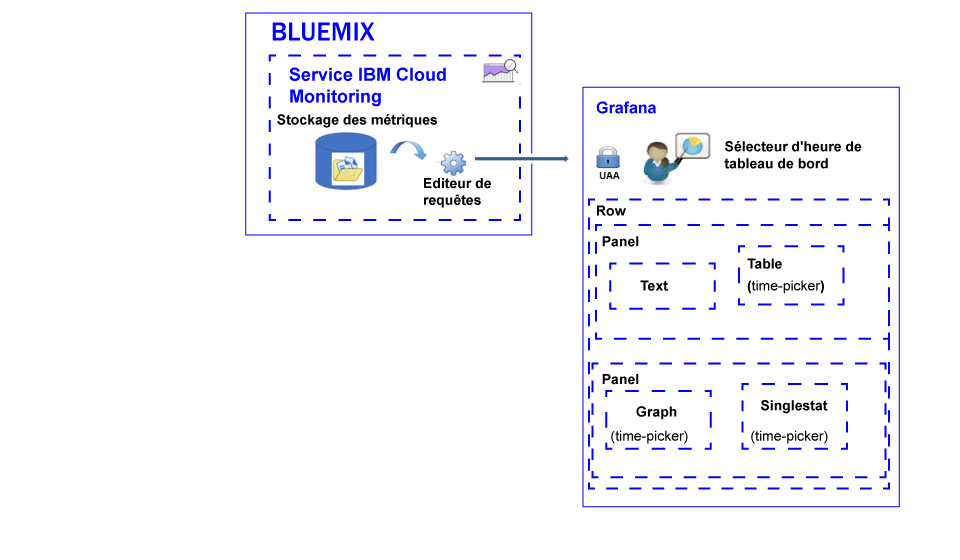 BLUEMIX
Service IBM Cloud
Monitoring
Stockage des métriques
Editeur de
requêtes
Grafana
UAA
Sélecteur d'heure de
tableau de bord
Row
Panel
Text
Table
(time-picker)
Panel
Graph
(time-picker)
Singlestat
(time-picker)